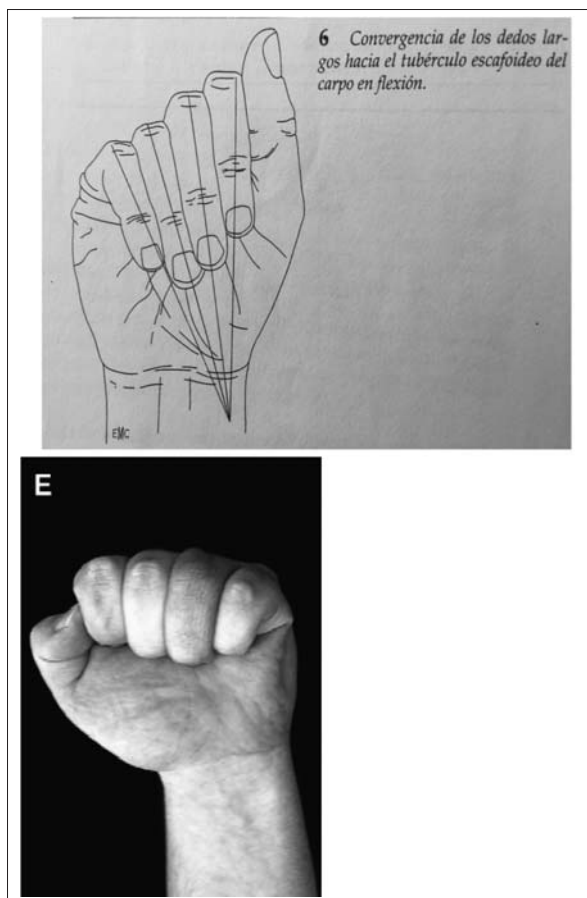 6 Convergencia de los dedos lar-
gos hacia el tubérculo escafoideo del
carpo en flexión.
EMC
E